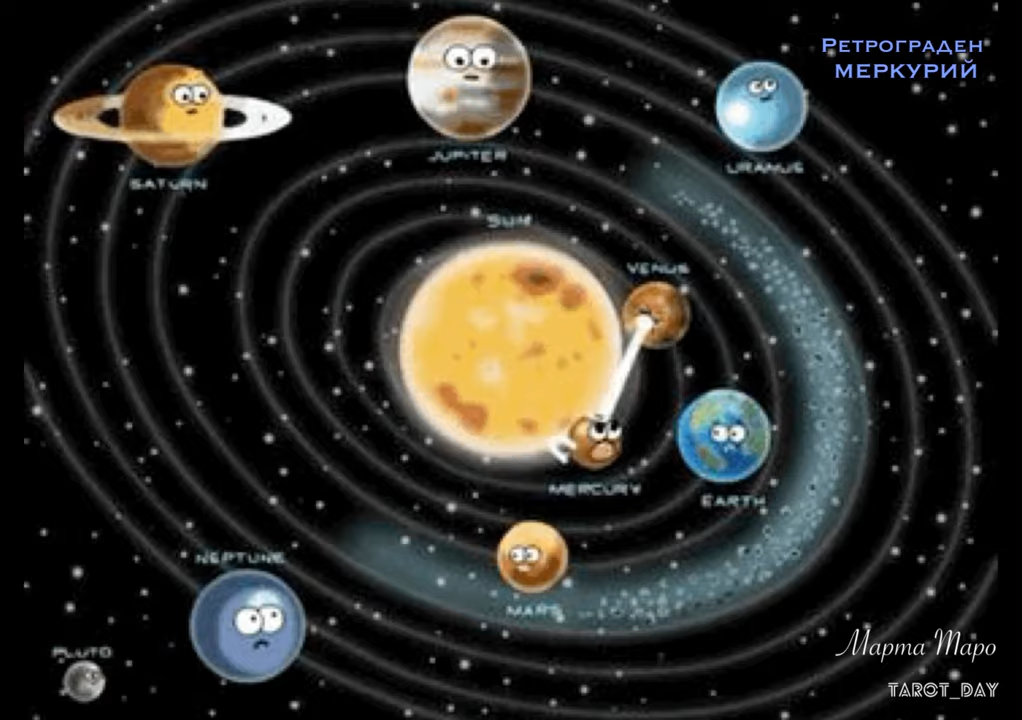 РЕТРОГРАДЕН
МЕРКУРИЙ
JUPITER
URANUS
SATURN
SUN
VENUS
MERCURY
EARTH
NEPTUNE
MARS
PLUTO
Марта Таро
TAROT_DAY